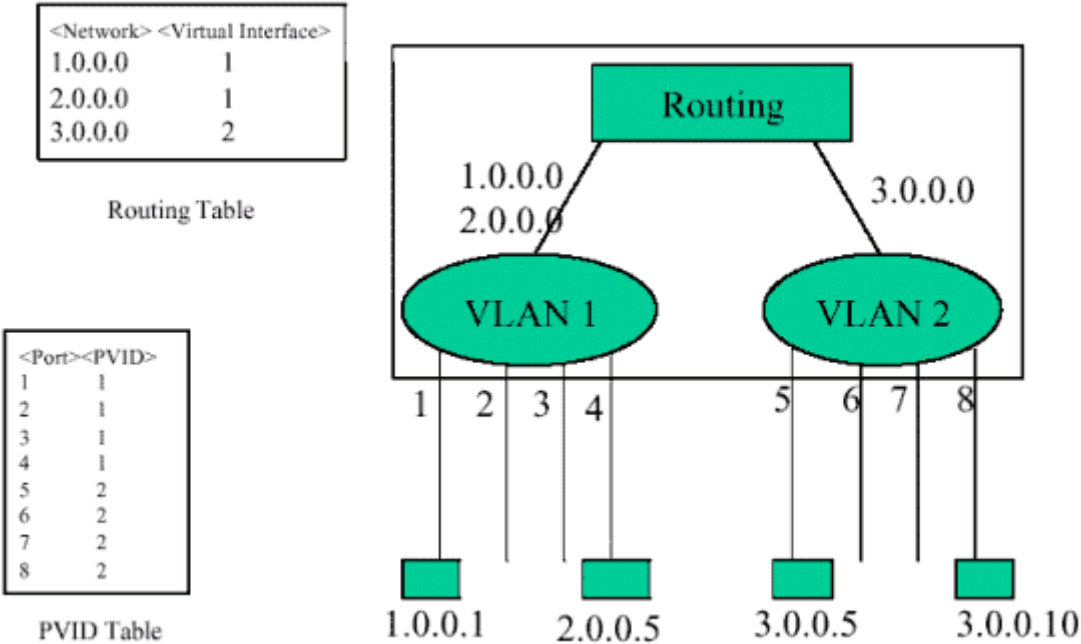 <Network> <Virtual Interface>
1.0.0.0 1
2.0.0.0 1
3.0.0.0 2
Routing Table
Routing
1.0.0.0
2.0.0.0
3.0.0.0
VLAN 1
VLAN 2
<Port><PVID>
1 1
2 1
3 1
4 1
5 2
6 2
7 2
8 2
PVID Table
1 2 3 4 5 6 7 8
1.0.0.1 2.0.0.5 3.0.0.5 3.0.0.10